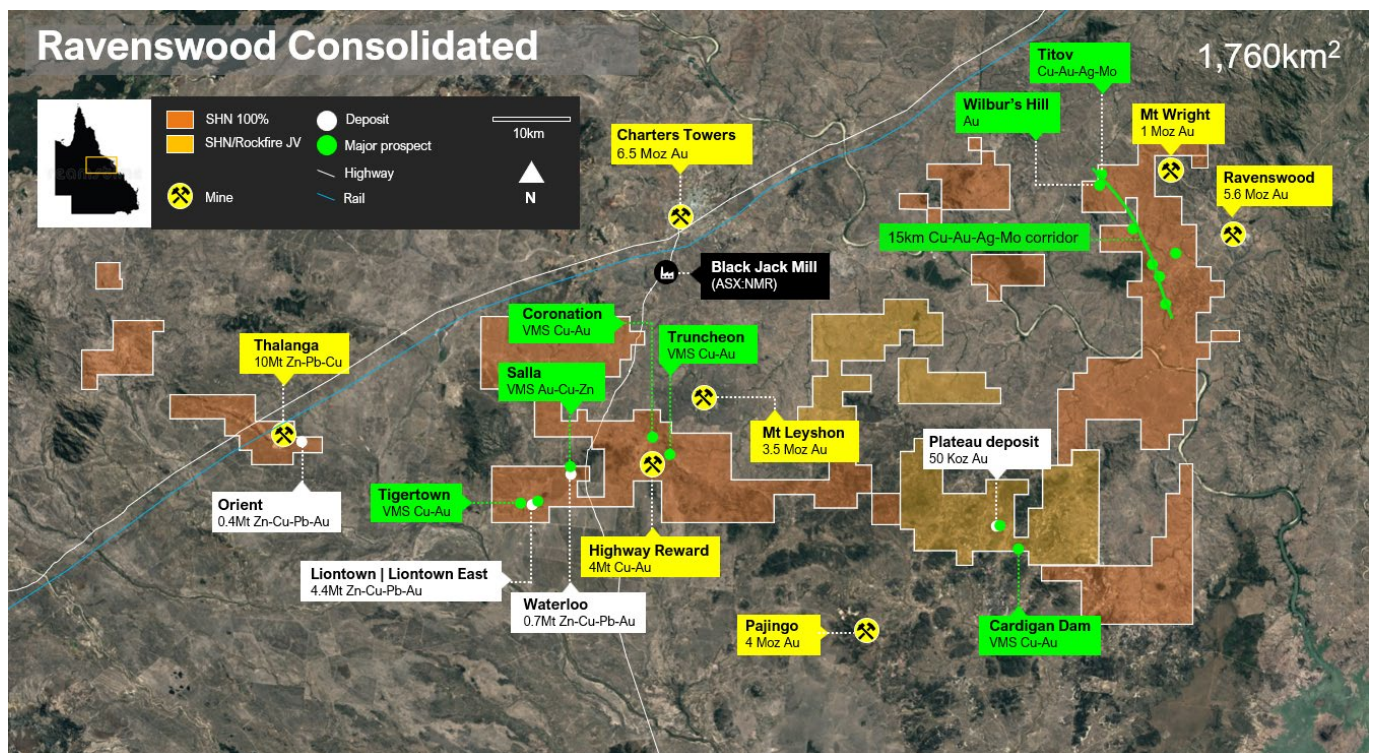 Ravenswood Consolidated
1,760km²
SHN 100%
SHN/Rockfire JV
Mine
Deposit
Major prospect
Highway
Rail
10km
N
Titov
Cu-Au-Ag-Mo
Wilbur's Hill
Au
Mt Wright
1 Moz Au
Charters Towers
6.5 Moz Au
Ravenswood
5.6 Moz Au
15km Cu-Au-Ag-Mo corridor
Black Jack Mill
(ASX:NMR)
Coronation
VMS Cu-Au
Truncheon
VMS Cu-Au
Thalanga
10Mt Zn-Pb-Cu
Salla
VMS Au-Cu-Zn
Mt Leyshon
3.5 Moz Au
Plateau deposit
50 Koz Au
Orient
0.4Mt Zn-Cu-Pb-Au
Tigertown
VMS Cu-Au
Highway Reward
4Mt Cu-Au
Liontown | Liontown East
4.4Mt Zn-Cu-Pb-Au
Waterloo
0.7Mt Zn-Cu-Pb-Au
Pajingo
4 Moz Au
Cardigan Dam
VMS Cu-Au